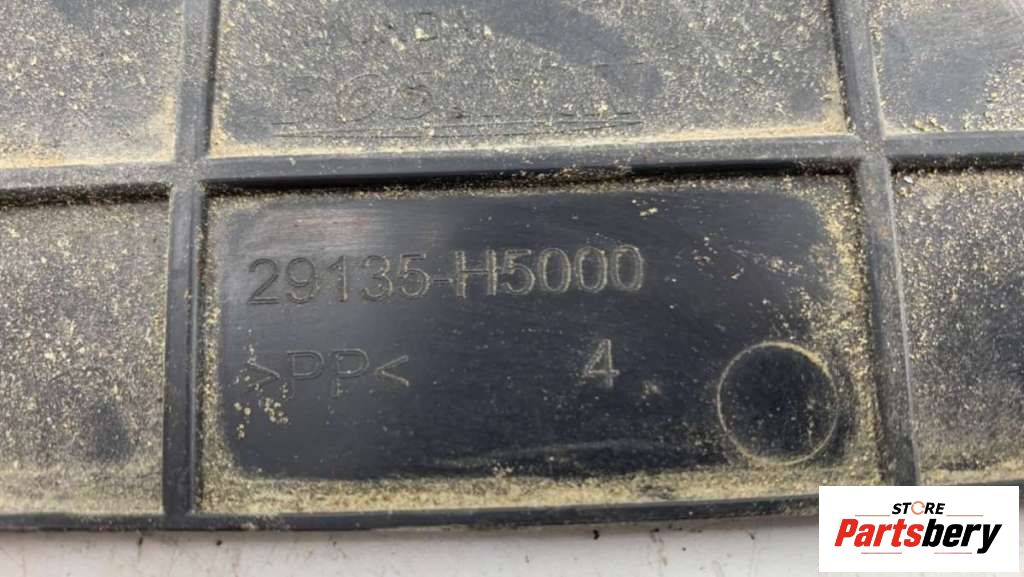 29135-H5000
>PP< 4
STORE
Partsbery